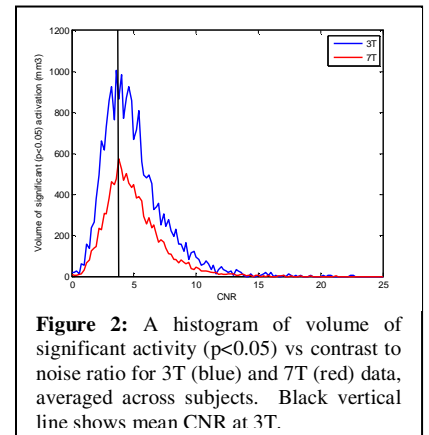 1200
1000
800
600
400
200
0
Volume of significant (p<0.05) activation (mm3)
3T
7T
0 5 10 15 20 25
CNR
Figure 2: A histogram of volume of
significant activity (p<0.05) vs contrast to
noise ratio for 3T (blue) and 7T (red) data,
averaged across subjects. Black vertical
line shows mean CNR at 3T.